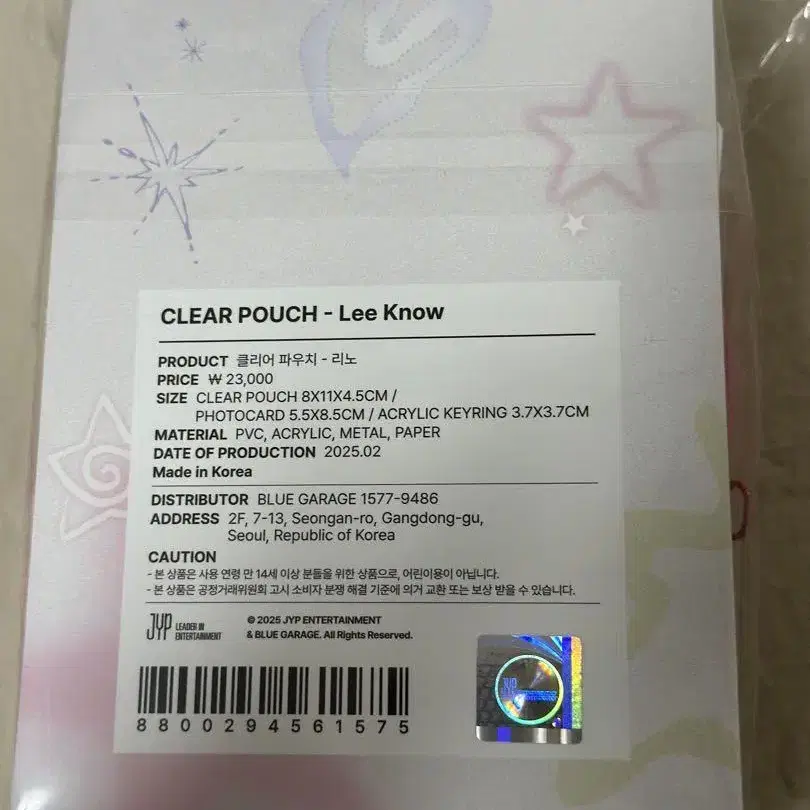 CLEAR POUCH - Lee Know
PRODUCT 클리어 파우치 - 리노
PRICE ₩ 23,000
SIZE CLEAR POUCH 8X11X4.5CM /
PHOTOCARD 5.5X8.5CM / ACRYLIC KEYRING 3.7X3.7CM
MATERIAL PVC, ACRYLIC, METAL, PAPER
DATE OF PRODUCTION 2025.02
Made in Korea
DISTRIBUTOR BLUE GARAGE 1577-9486
ADDRESS 2F, 7-13, Seongan-ro, Gangdong-gu,
Seoul, Republic of Korea
CAUTION
- 본 상품은 사용 연령 만 14세 이상 분들을 위한 상품으로, 어린이용이 아닙니다.
- 본 상품은 공정거래위원회 고시 소비자 분쟁 해결 기준에 의거 교환 또는 보상 받을 수 있습니다.
JYP LEADER IN
ENTERTAINMENT
© 2025 JYP ENTERTAINMENT
& BLUE GARAGE. All Rights Reserved.
8800294561575
JYP